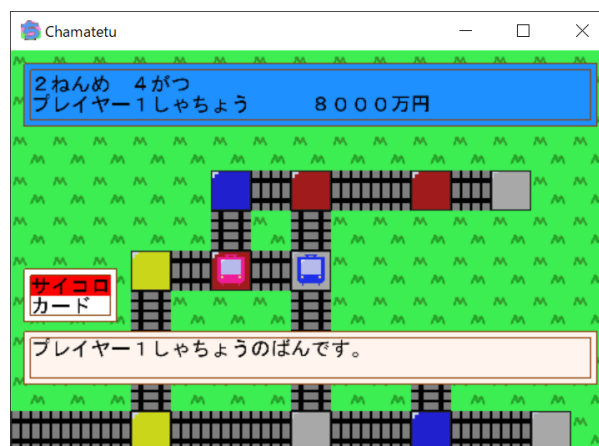 Chamatetu
２ねんめ　４がつ
プレイヤー１しゃちょう　　　８０００万円
サイコロ
カード
プレイヤー１しゃちょうのばんです。